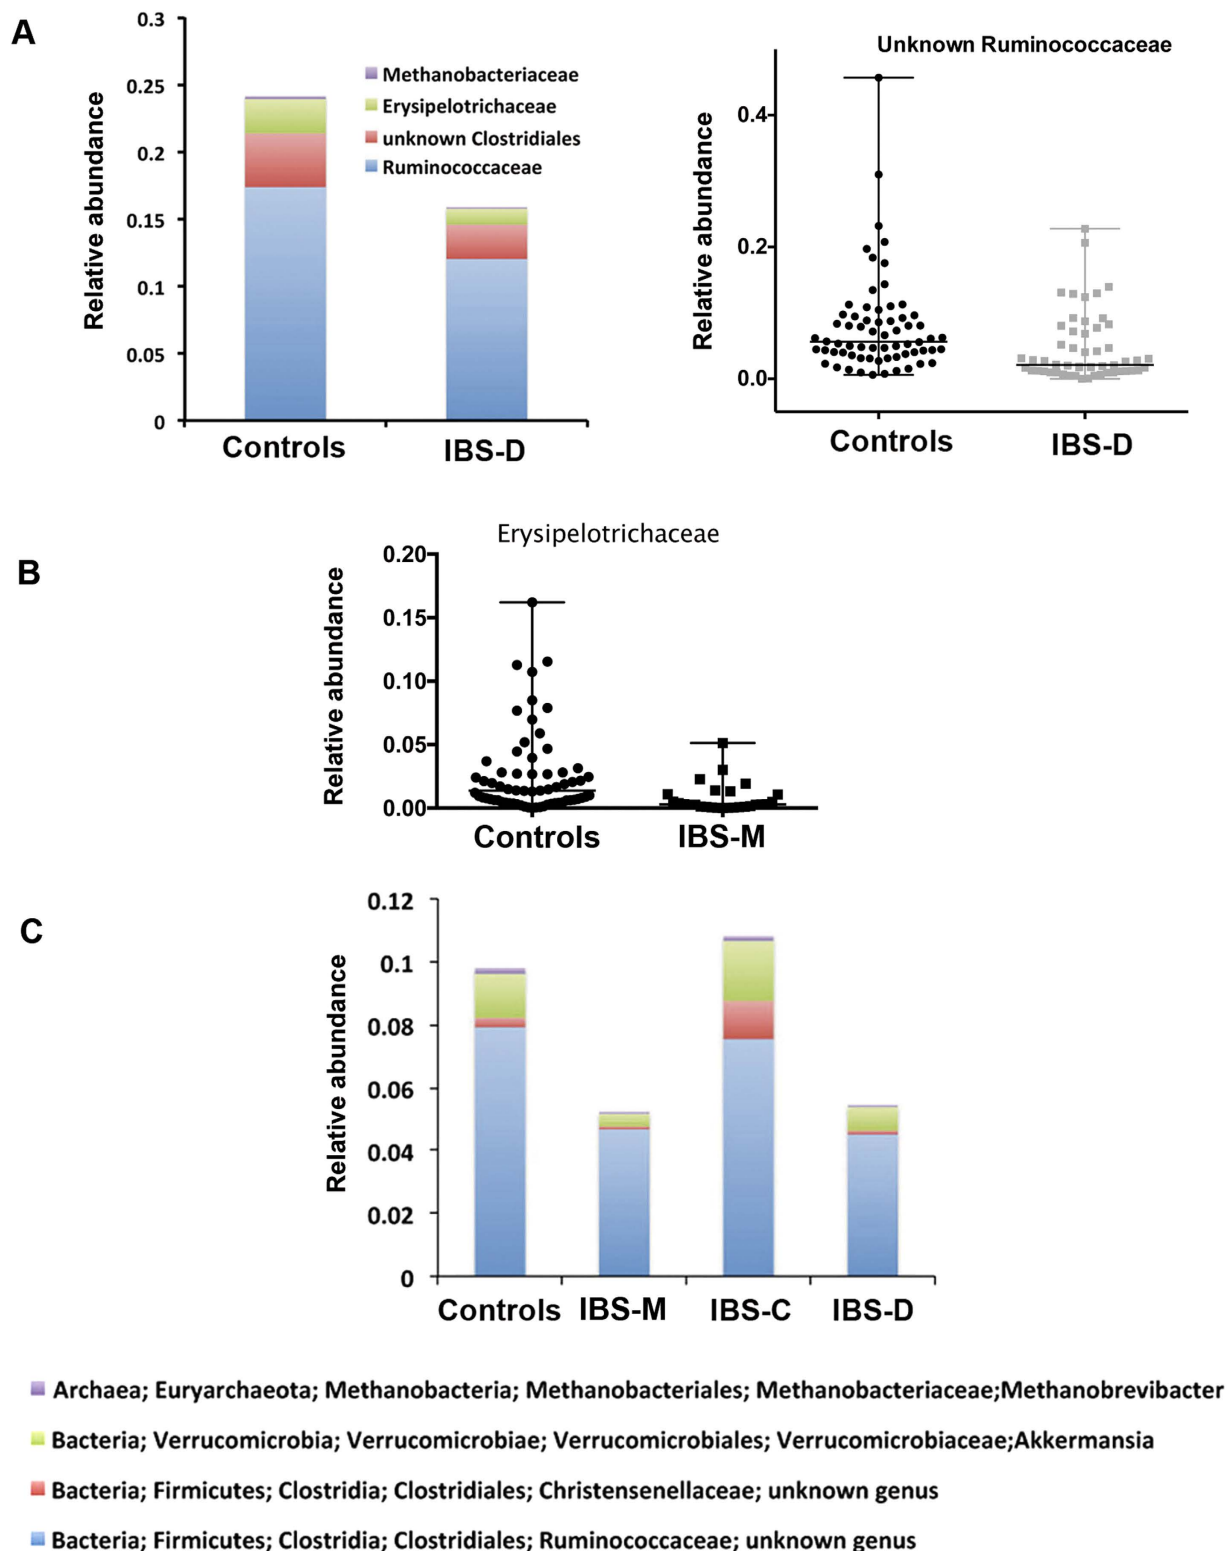 A
0.3
0.25
0.2
0.15
0.1
0.05
0
Relative abundance
Methanobacteriaceae
Erysipelotrichaceae
unknown Clostridiales
Ruminococcaceae
Controls
IBS-D
Unknown Ruminococcaceae
0.4
0.2
0.0
Relative abundance
Controls
IBS-D
B
Erysipelotrichaceae
0.20
0.15
0.10
0.05
0.00
Relative abundance
Controls
IBS-M
C
0.12
0.1
0.08
0.06
0.04
0.02
0
Relative abundance
Controls
IBS-M
IBS-C
IBS-D
Archaea; Euryarchaeota; Methanobacteria; Methanobacteriales; Methanobacteriaceae;Methanobrevibacter
Bacteria; Verrucomicrobia; Verrucomicrobiae; Verrucomicrobiales; Verrucomicrobiaceae;Akkermansia
Bacteria; Firmicutes; Clostridia; Clostridiales; Christensenellaceae; unknown genus
Bacteria; Firmicutes; Clostridia; Clostridiales; Ruminococcaceae; unknown genus